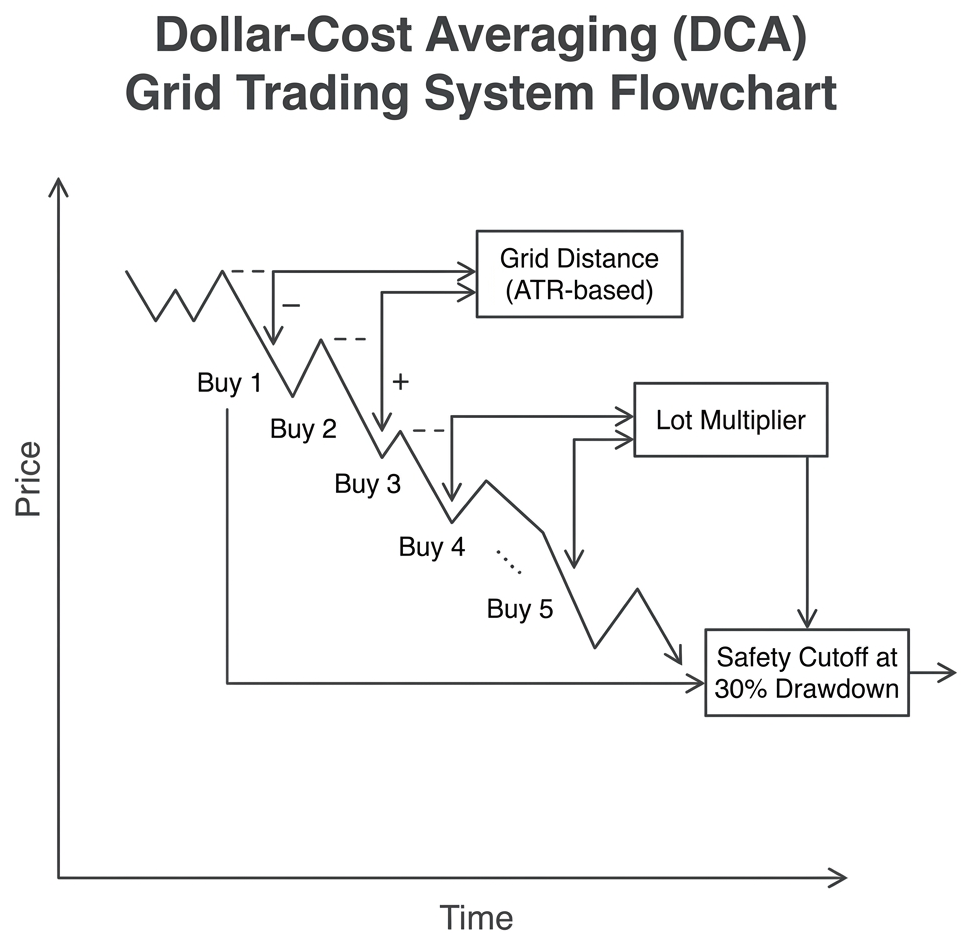 Dollar-Cost Averaging (DCA)
Grid Trading System Flowchart
Grid Distance
(ATR-based)
−
Buy 1
+
Buy 2
Lot Multiplier
Buy 3
Price
Buy 4
Buy 5
Safety Cutoff at
30% Drawdown
Time